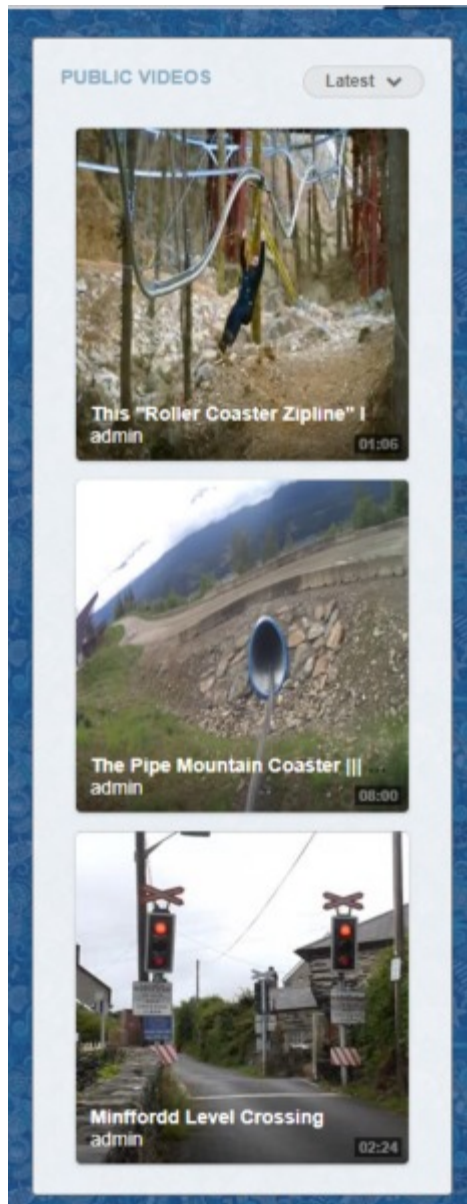 PUBLIC VIDEOS
Latest
This "Roller Coaster Zipline" I
admin
01:06
The Pipe Mountain Coaster ||| ...
admin
08:00
Minffordd Level Crossing
admin
02:24